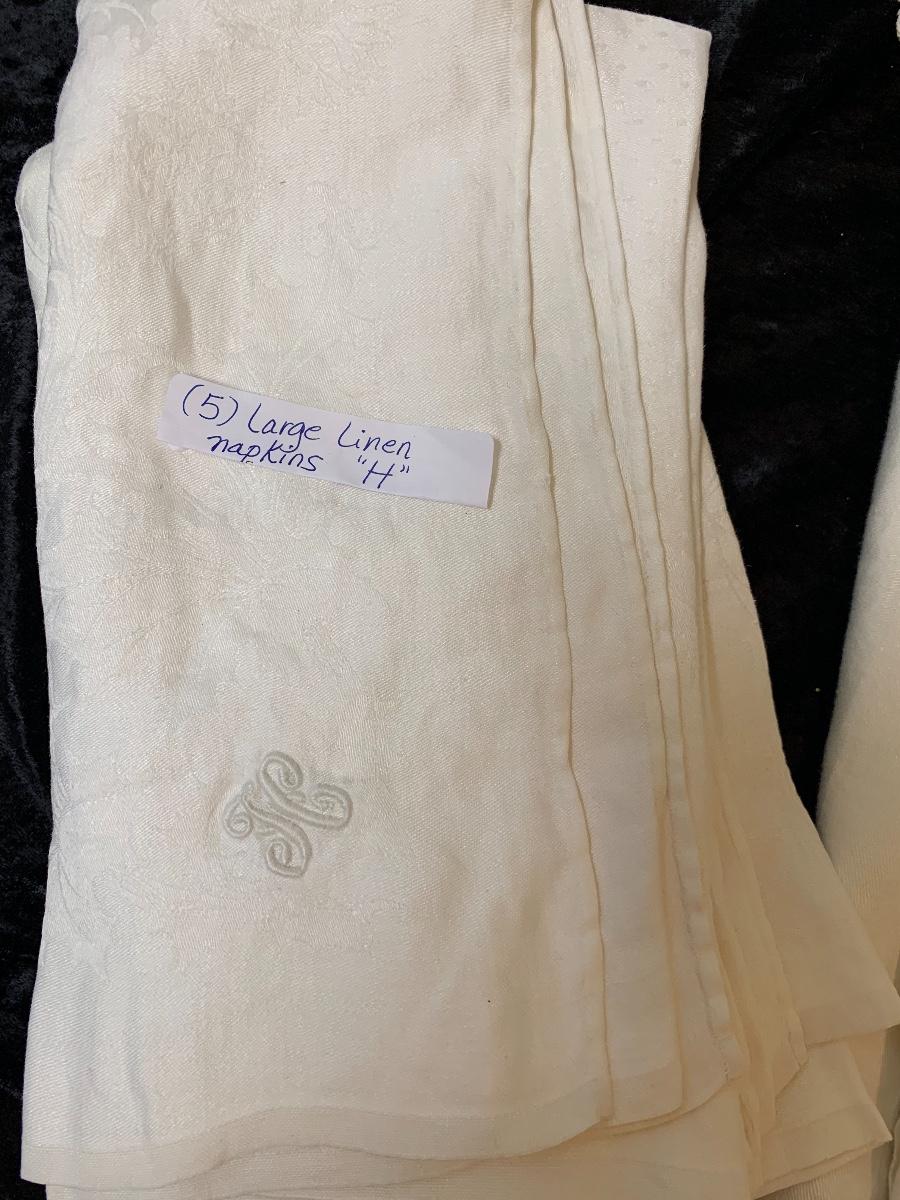 (5) Large Linen
napkins "H"